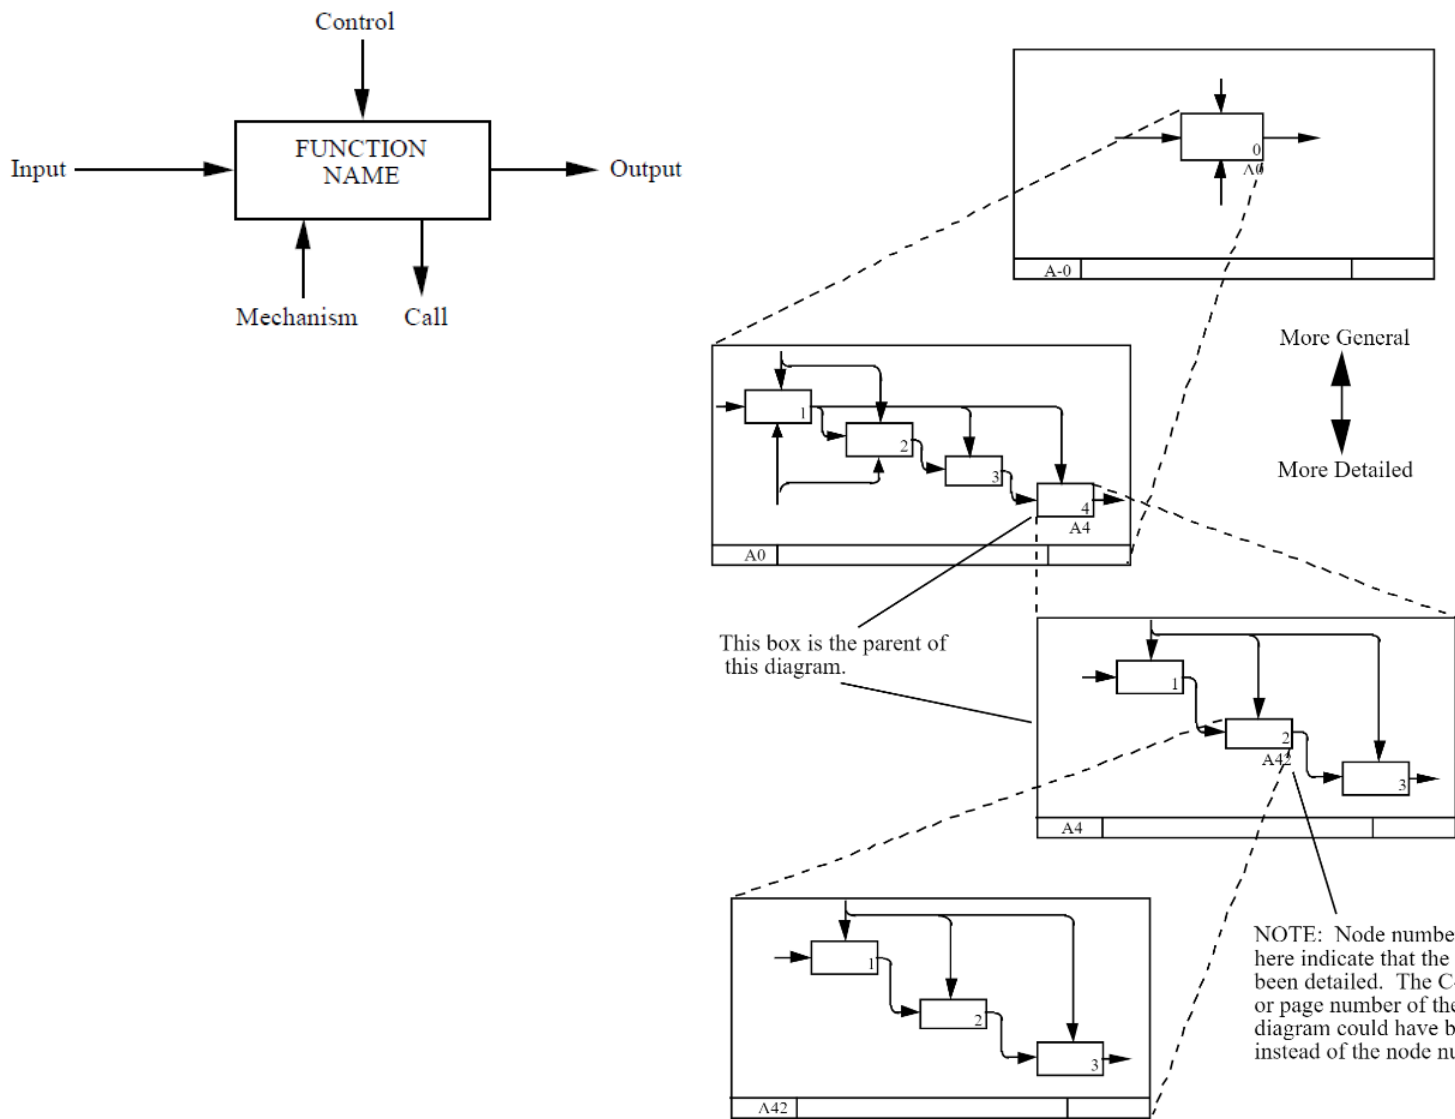 Control
Input
FUNCTION
NAME
Output
Mechanism
Call
0
A0
A-0
More General
More Detailed
1
2
3
4
A4
A0
This box is the parent of
this diagram.
1
2
A42
3
A4
NOTE: Node numbe
here indicate that the
been detailed. The C
or page number of the
diagram could have b
instead of the node nu
1
2
3
A42